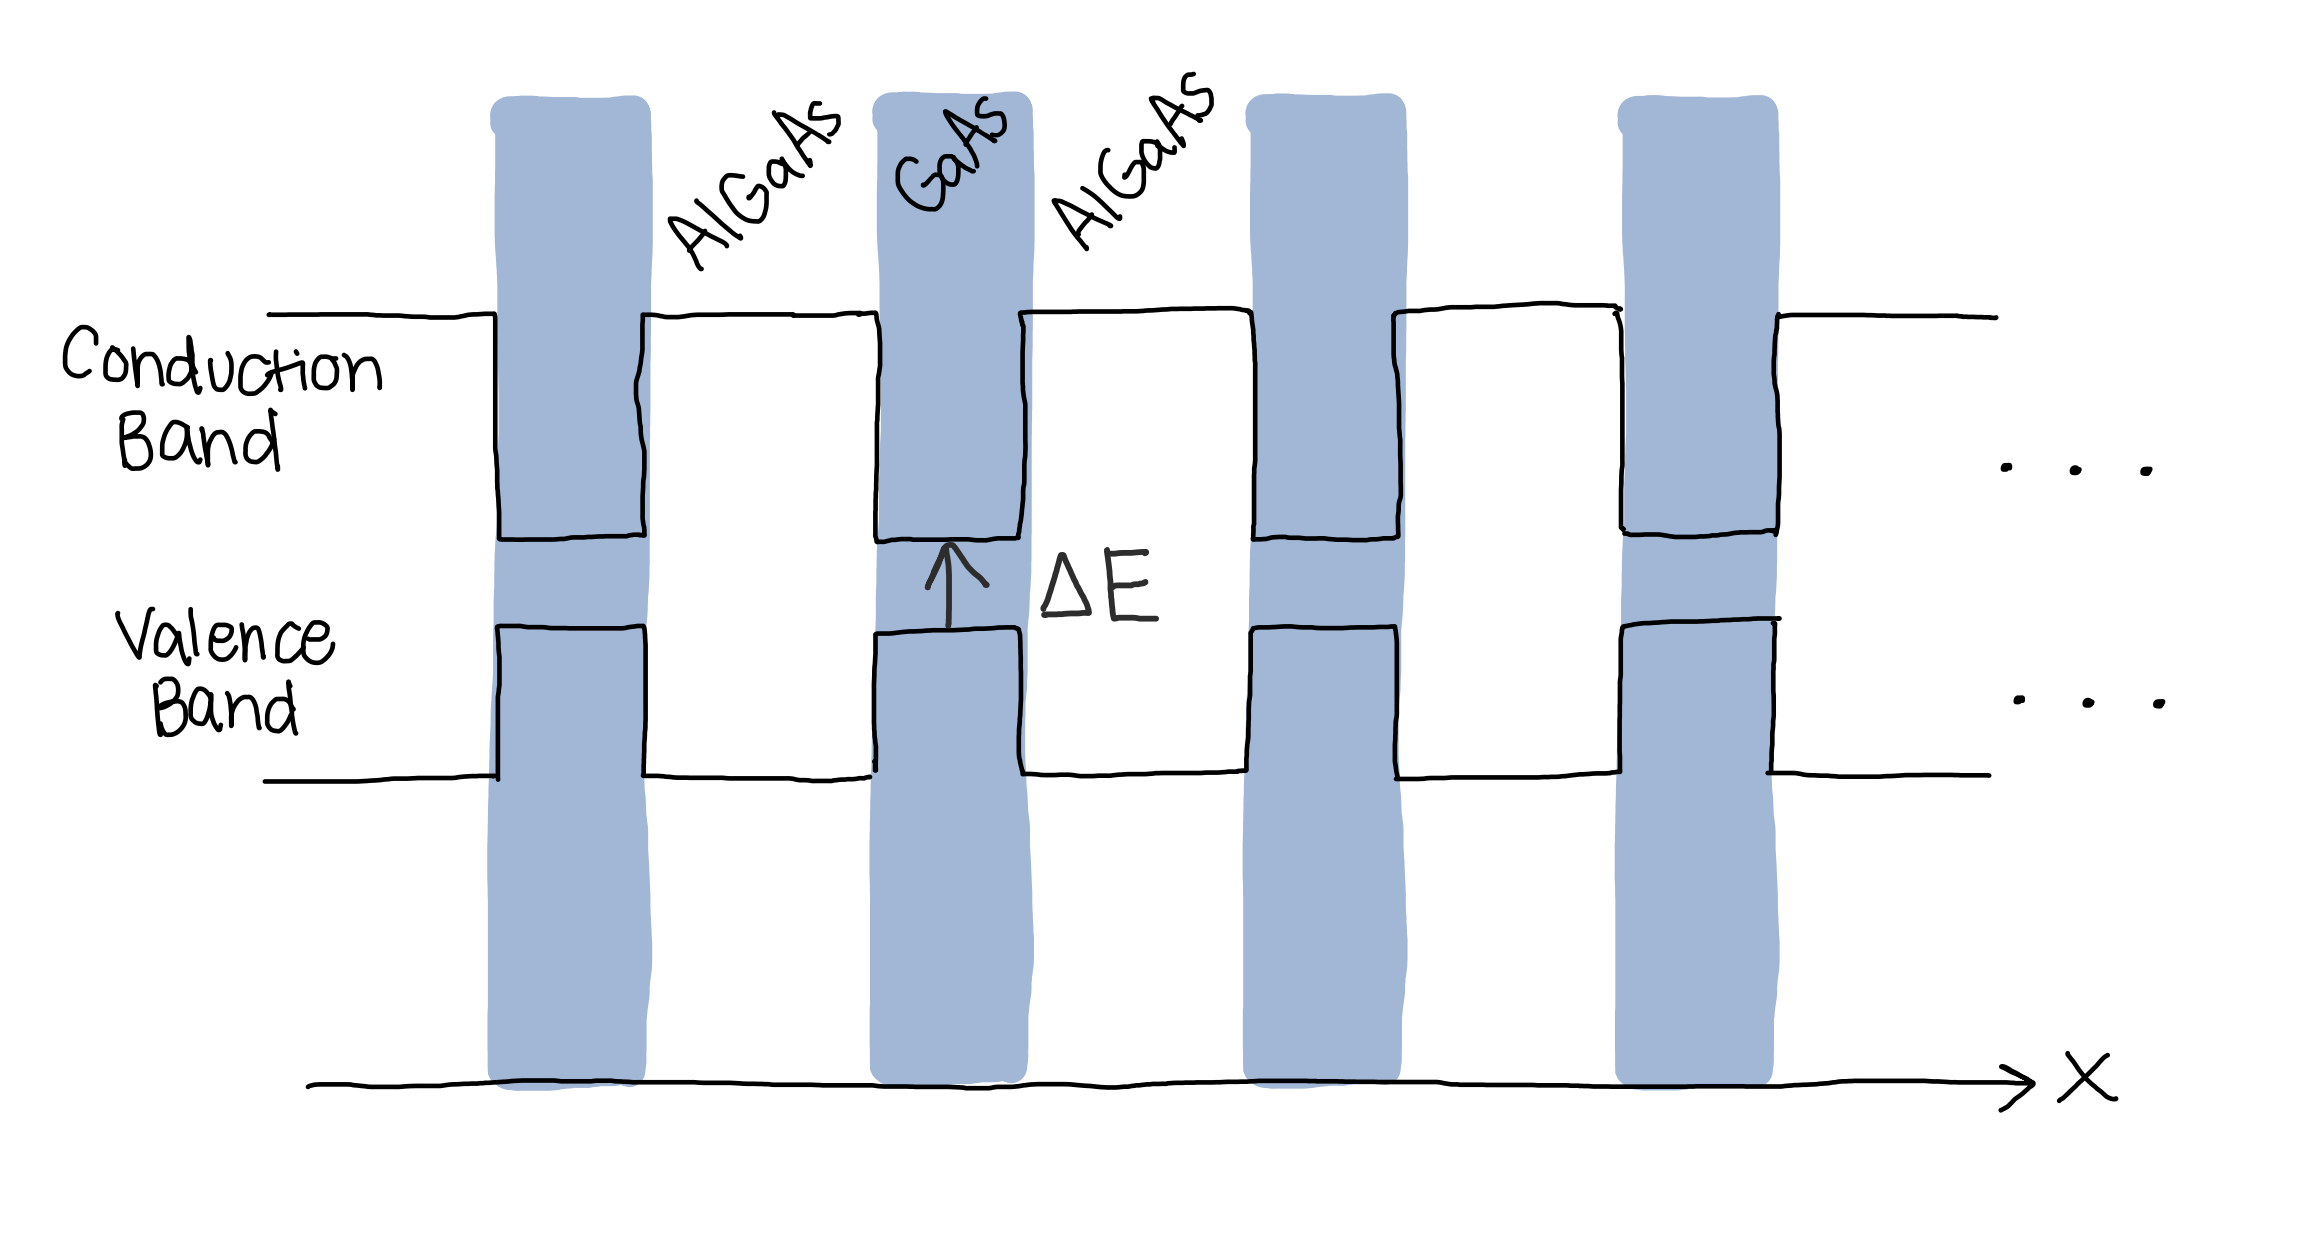 AlGaAs
GaAs
AlGaAs
Conduction
Band
ΔE
Valence
Band
. . .
. . .
X